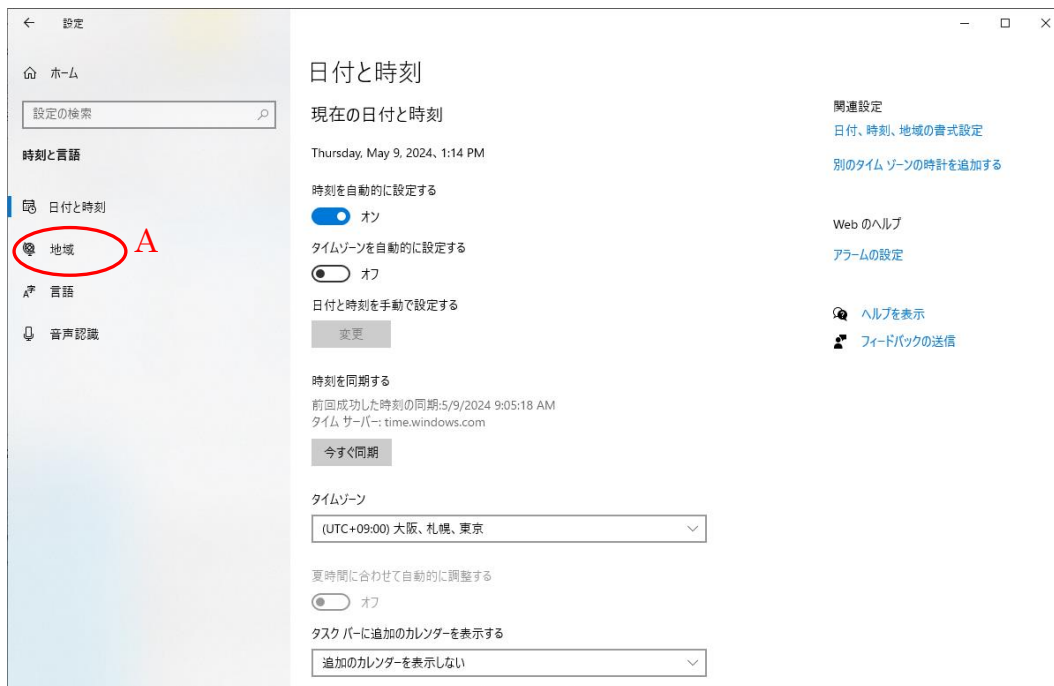 設定
ホーム
設定の検索
時刻と言語
日付と時刻
地域
A
言語
音声認識
日付と時刻
現在の日付と時刻
Thursday, May 9, 2024, 1:14 PM
時刻を自動的に設定する
オン
タイムゾーンを自動的に設定する
オフ
日付と時刻を手動で設定する
変更
時刻を同期する
前回成功した時刻の同期:5/9/2024 9:05:18 AM
タイム サーバー: time.windows.com
今すぐ同期
タイムゾーン
(UTC+09:00) 大阪、札幌、東京
夏時間に合わせて自動的に調整する
オフ
タスク バーに追加のカレンダーを表示する
追加のカレンダーを表示しない
関連設定
日付、時刻、地域の書式設定
別のタイム ゾーンの時計を追加する
Web のヘルプ
アラームの設定
ヘルプを表示
フィードバックの送信